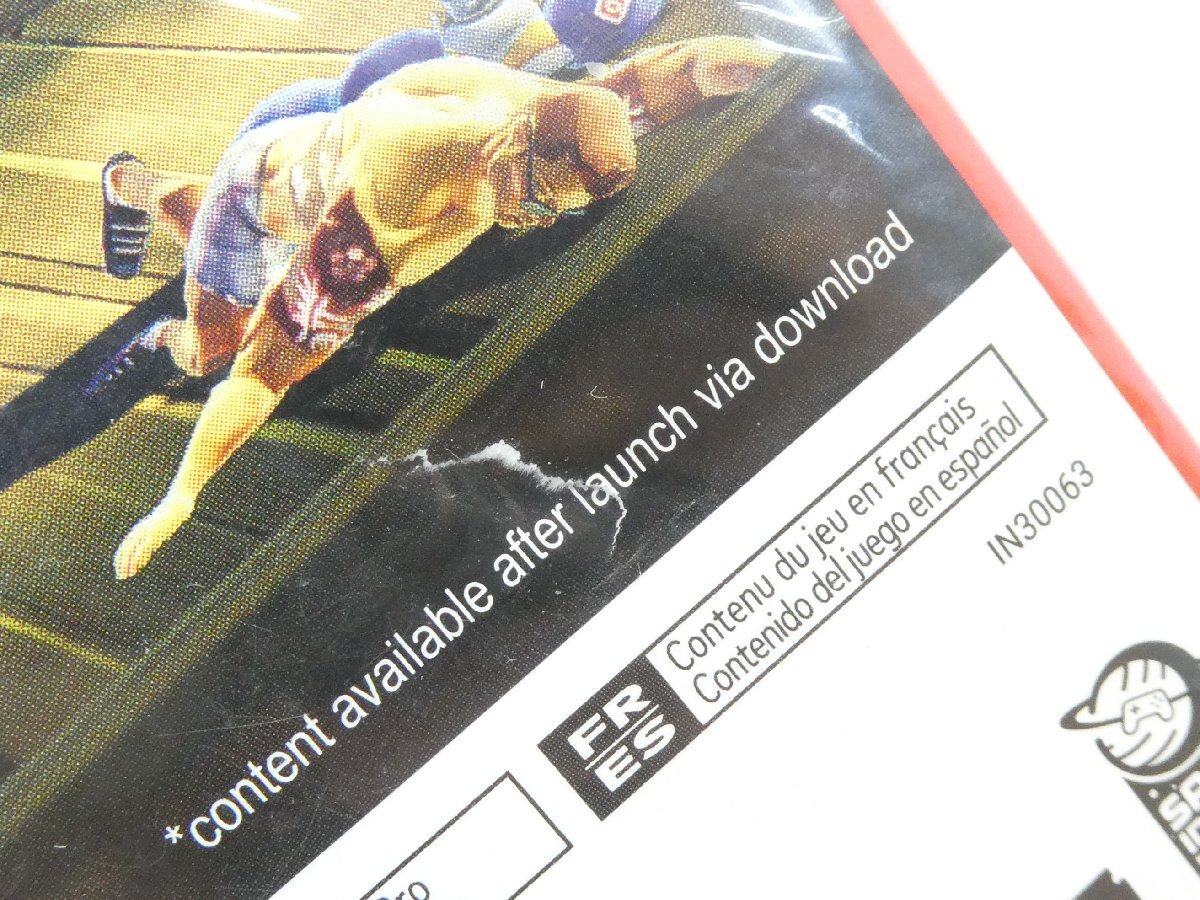 *content available after launch via download
FR
ES
Contenu du jeu en français
Contenido del juego en español
IN30063